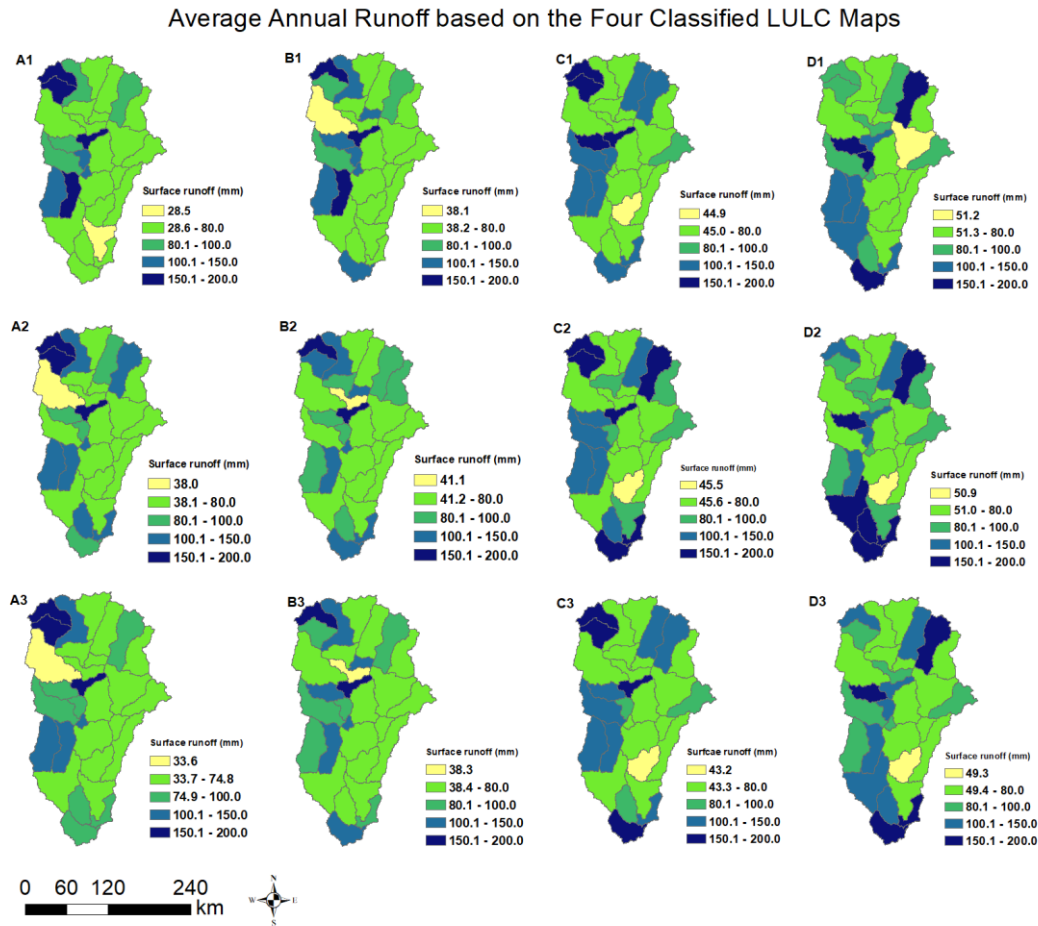 Average Annual Runoff based on the Four Classified LULC Maps
A1
Surface runoff (mm)
28.5
28.6 - 80.0
80.1 - 100.0
100.1 - 150.0
150.1 - 200.0
B1
Surface runoff (mm)
38.1
38.2 - 80.0
80.1 - 100.0
100.1 - 150.0
150.1 - 200.0
C1
Surface runoff (mm)
44.9
45.0 - 80.0
80.1 - 100.0
100.1 - 150.0
150.1 - 200.0
D1
Surface runoff (mm)
51.2
51.3 - 80.0
80.1 - 100.0
100.1 - 150.0
150.1 - 200.0
A2
Surface runoff (mm)
38.0
38.1 - 80.0
80.1 - 100.0
100.1 - 150.0
150.1 - 200.0
B2
Surface runoff (mm)
41.1
41.2 - 80.0
80.1 - 100.0
100.1 - 150.0
150.1 - 200.0
C2
Surface runoff (mm)
45.5
45.6 - 80.0
80.1 - 100.0
100.1 - 150.0
150.1 - 200.0
D2
Surface runoff (mm)
50.9
51.0 - 80.0
80.1 - 100.0
100.1 - 150.0
150.1 - 200.0
A3
Surface runoff (mm)
33.6
33.7 - 74.8
74.9 - 100.0
100.1 - 150.0
150.1 - 200.0
B3
Surface runoff (mm)
38.3
38.4 - 80.0
80.1 - 100.0
100.1 - 150.0
150.1 - 200.0
C3
Surfcae runoff (mm)
43.2
43.3 - 80.0
80.1 - 100.0
100.1 - 150.0
150.1 - 200.0
D3
Surface runoff (mm)
49.3
49.4 - 80.0
80.1 - 100.0
100.1 - 150.0
150.1 - 200.0
0 60 120 240
km
N
W E
S